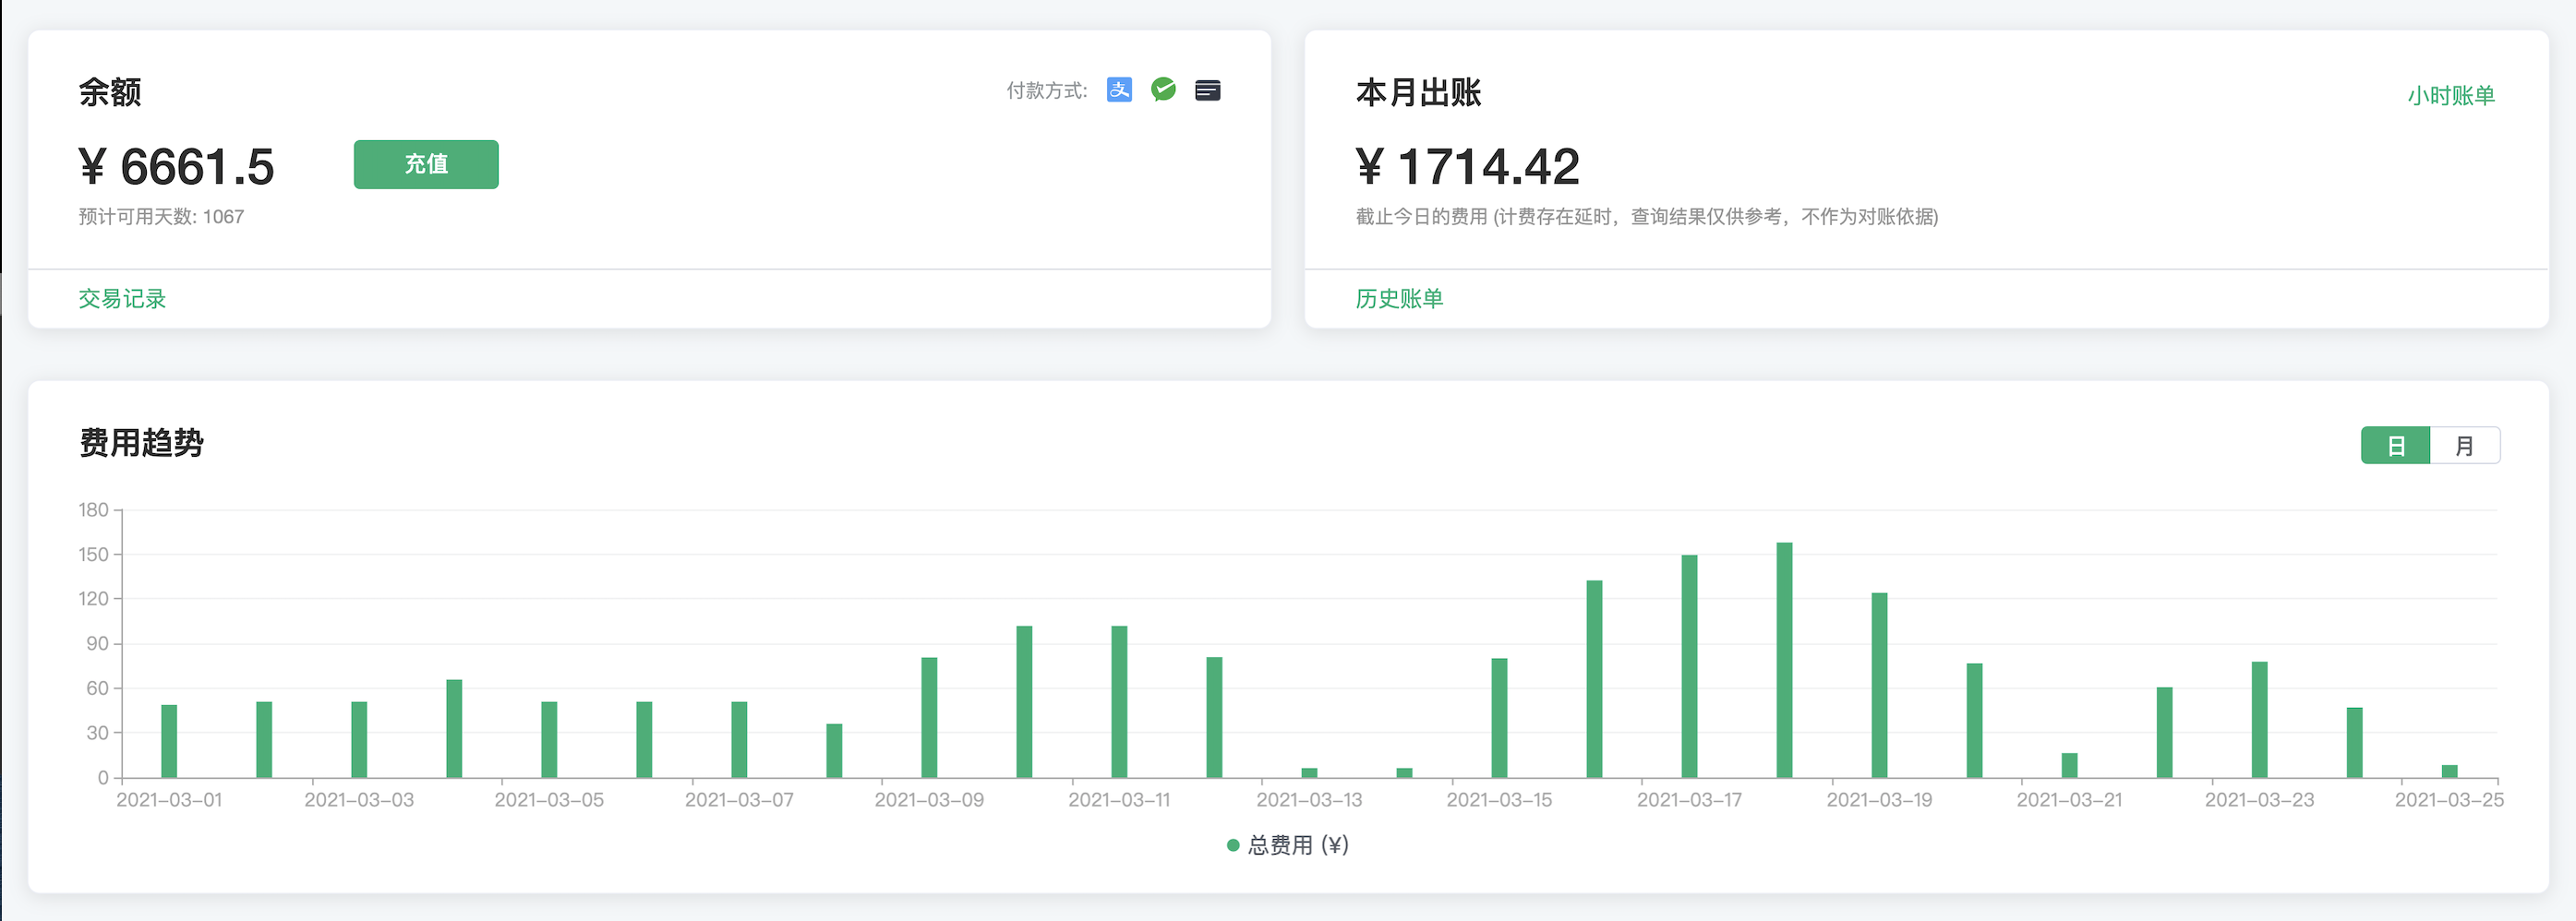 余额
付款方式:
支
¥ 6661.5
充值
预计可用天数: 1067
交易记录
本月出账
小时账单
¥ 1714.42
截止今日的费用 (计费存在延时，查询结果仅供参考，不作为对账依据)
历史账单
费用趋势
日
月
180
150
120
90
60
30
0
2021-03-01
2021-03-03
2021-03-05
2021-03-07
2021-03-09
2021-03-11
2021-03-13
2021-03-15
2021-03-17
2021-03-19
2021-03-21
2021-03-23
2021-03-25
总费用 (¥)